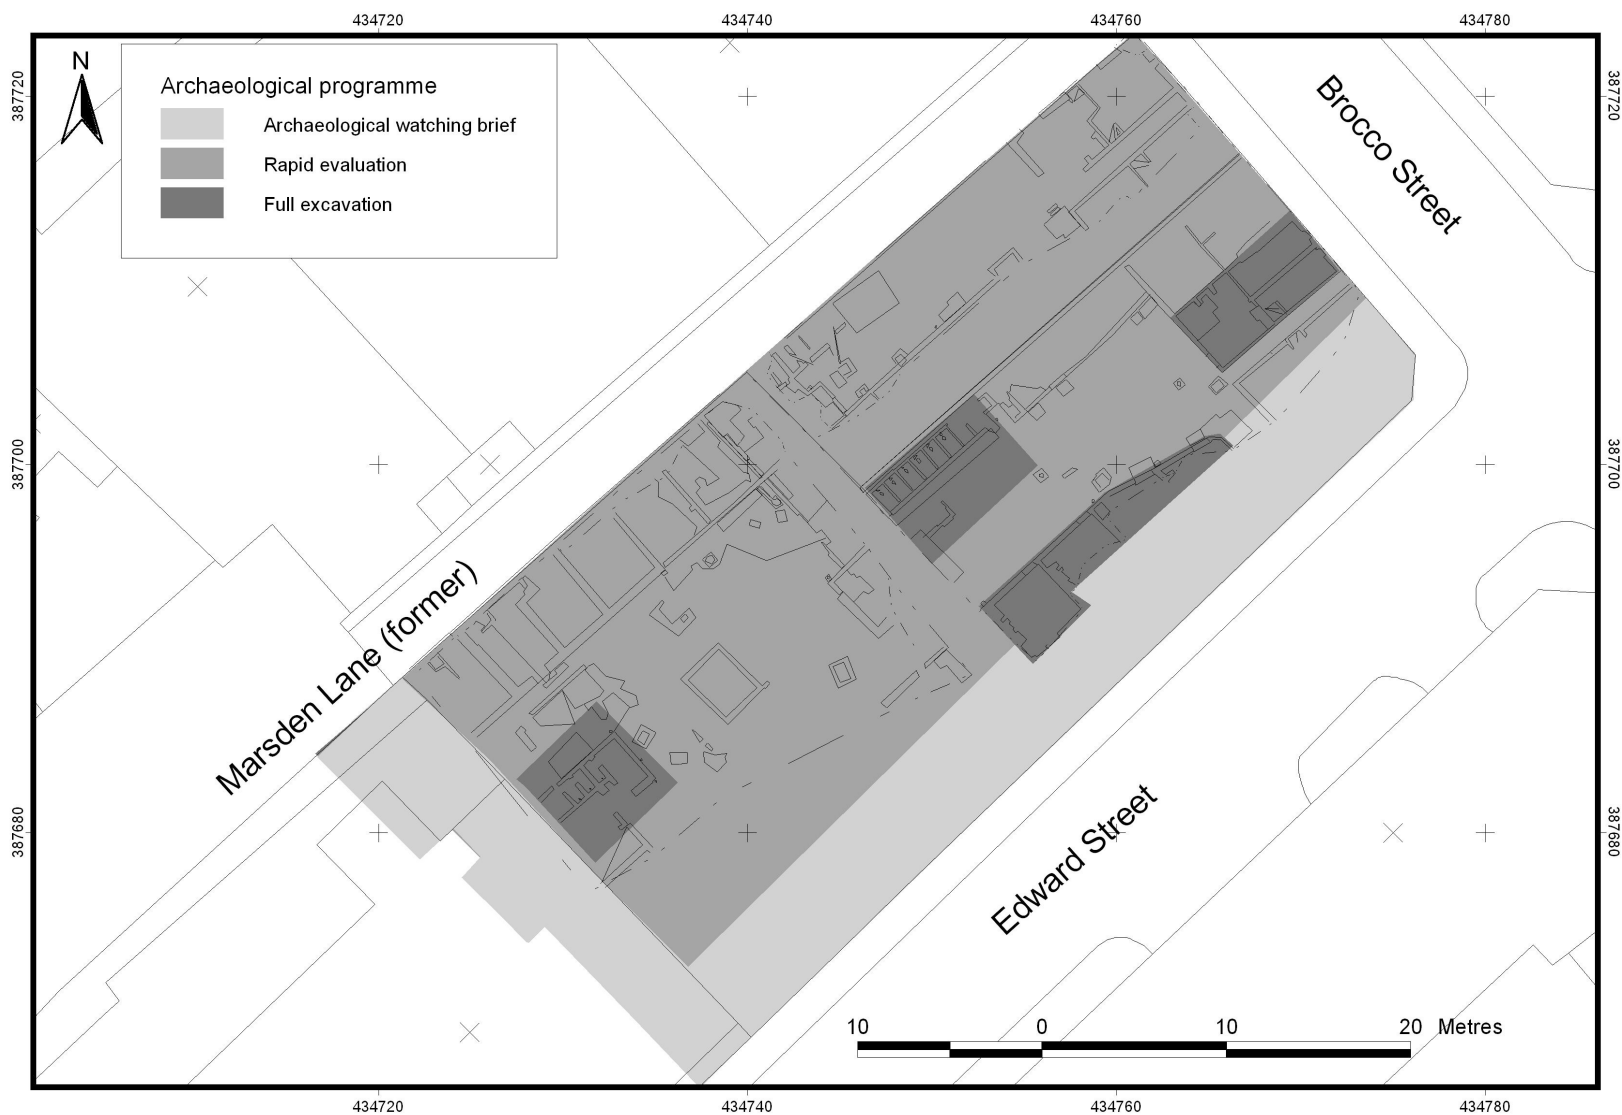 434720
434740
434760
434780
N
387720
387720
Archaeological programme
Archaeological watching brief
Rapid evaluation
Full excavation
Brocco Street
387700
387700
Marsden Lane (former)
387680
387680
Edward Street
10 0 10 20 Metres
434720
434740
434760
434780